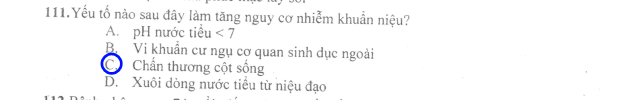 111.Yếu tố nào sau đây làm tăng nguy cơ nhiễm khuẩn niệu?
A. pH nước tiểu < 7
B. Vi khuẩn cư ngụ cơ quan sinh dục ngoài
C. Chấn thương cột sống
D. Xuôi dòng nước tiểu từ niệu đạo